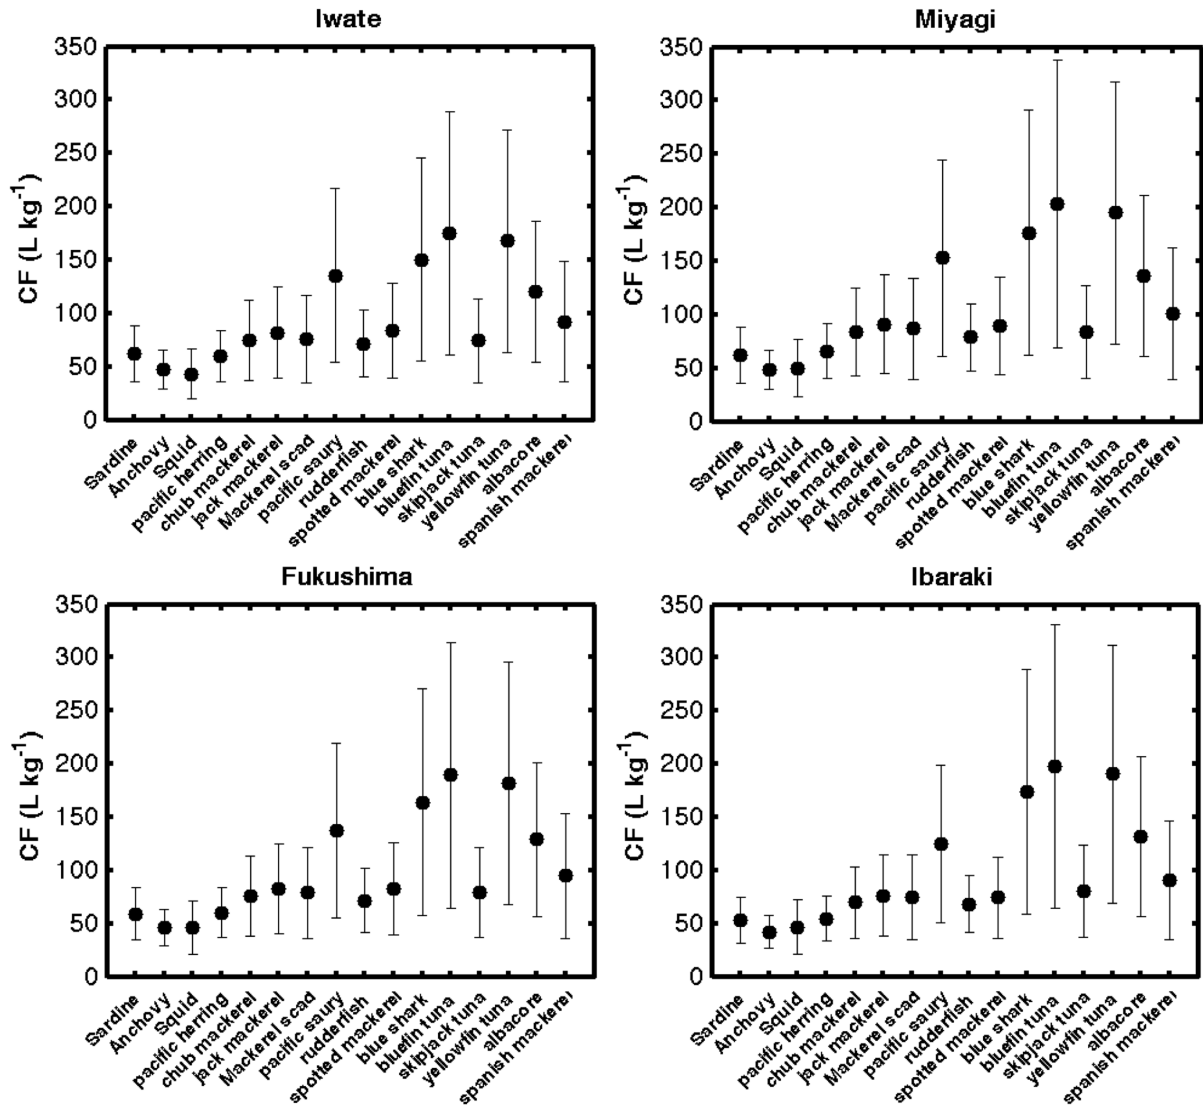 Iwate
350
300
250
200
150
100
50
0
CF (L kg-1)
Sardine
Anchovy
Squid
pacific herring
chub mackerel
jack mackerel
Mackerel scad
pacific saury
rudderfish
spotted mackerel
blue shark
bluefin tuna
skipjack tuna
yellowfin tuna
albacore
spanish mackerel
Miyagi
350
300
250
200
150
100
50
0
CF (L kg-1)
Sardine
Anchovy
Squid
pacific herring
chub mackerel
jack mackerel
Mackerel scad
pacific saury
rudderfish
spotted mackerel
blue shark
bluefin tuna
skipjack tuna
yellowfin tuna
albacore
spanish mackerel
Fukushima
350
300
250
200
150
100
50
0
CF (L kg-1)
Sardine
Anchovy
Squid
pacific herring
chub mackerel
jack mackerel
Mackerel scad
pacific saury
rudderfish
spotted mackerel
blue shark
bluefin tuna
skipjack tuna
yellowfin tuna
albacore
spanish mackerel
Ibaraki
350
300
250
200
150
100
50
0
CF (L kg-1)
Sardine
Anchovy
Squid
pacific herring
chub mackerel
jack mackerel
Mackerel scad
pacific saury
rudderfish
spotted mackerel
blue shark
bluefin tuna
skipjack tuna
yellowfin tuna
albacore
spanish mackerel